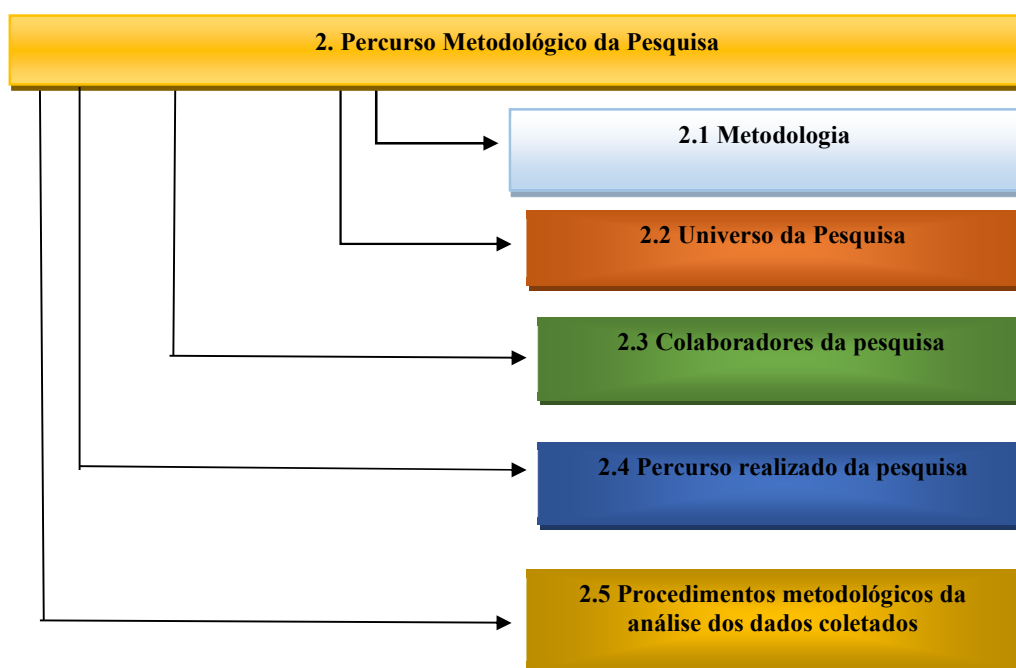 2. Percurso Metodológico da Pesquisa
2.1 Metodologia
2.2 Universo da Pesquisa
2.3 Colaboradores da pesquisa
2.4 Percurso realizado da pesquisa
2.5 Procedimentos metodológicos da
análise dos dados coletados